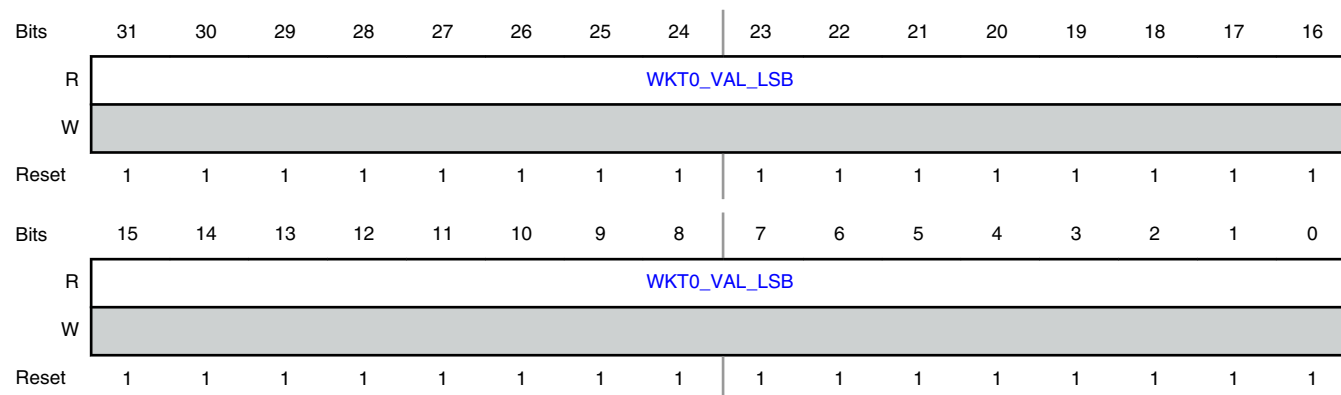 Bits 31 30 29 28 27 26 25 24 23 22 21 20 19 18 17 16
R WKT0_VAL_LSB
W
Reset 1 1 1 1 1 1 1 1 1 1 1 1 1 1 1 1
Bits 15 14 13 12 11 10 9 8 7 6 5 4 3 2 1 0
R WKT0_VAL_LSB
W
Reset 1 1 1 1 1 1 1 1 1 1 1 1 1 1 1 1